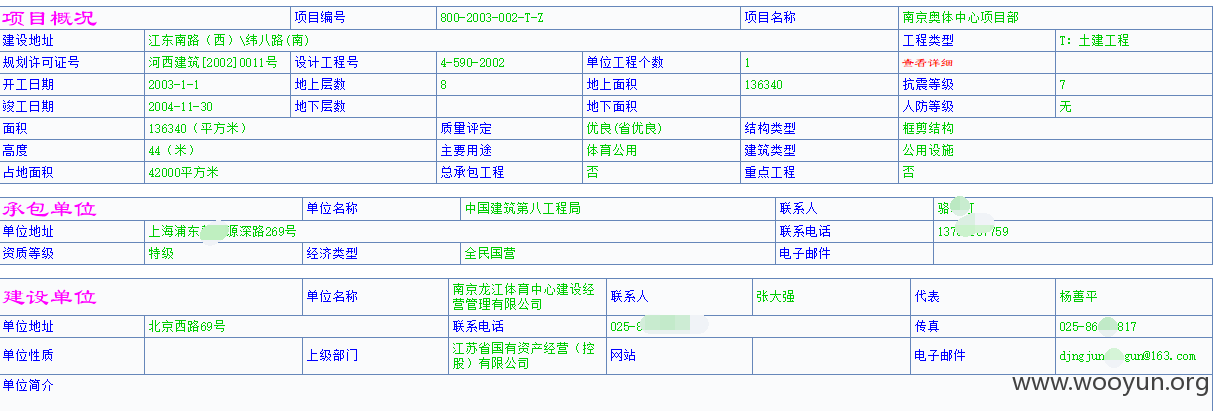 项目概况 项目编号 800-2003-002-T-Z 项目名称 南京奥体中心项目部
建设地址 江东南路（西）\纬八路(南) 工程类型 T: 土建工程
规划许可证号 河西建筑[2002]0011号 设计工程号 4-590-2002 单位工程个数 1 查看详细
开工日期 2003-1-1 地上层数 8 地上面积 136340 抗震等级 7
竣工日期 2004-11-30 地下层数 地下面积 人防等级 无
面积 136340（平方米） 质量评定 优良(省优良) 结构类型 框剪结构
高度 44（米） 主要用途 体育公用 建筑类型 公用设施
占地面积 42000平方米 总承包工程 否 重点工程 否
承包单位 单位名称 中国建筑第八工程局 联系人 骆
单位地址 上海浦东 源深路269号 联系电话 137 7759
资质等级 特级 经济类型 全民国营 电子邮件
建设单位 单位名称 南京龙江体育中心建设经营管理有限公司 联系人 张大强 代表 杨善平
单位地址 北京西路69号 联系电话 025-8 传真 025-86 817
单位性质 上级部门 江苏省国有资产经营（控股）有限公司 网站 电子邮件 djngjun gun@163.com
单位简介
www.wooyun.org